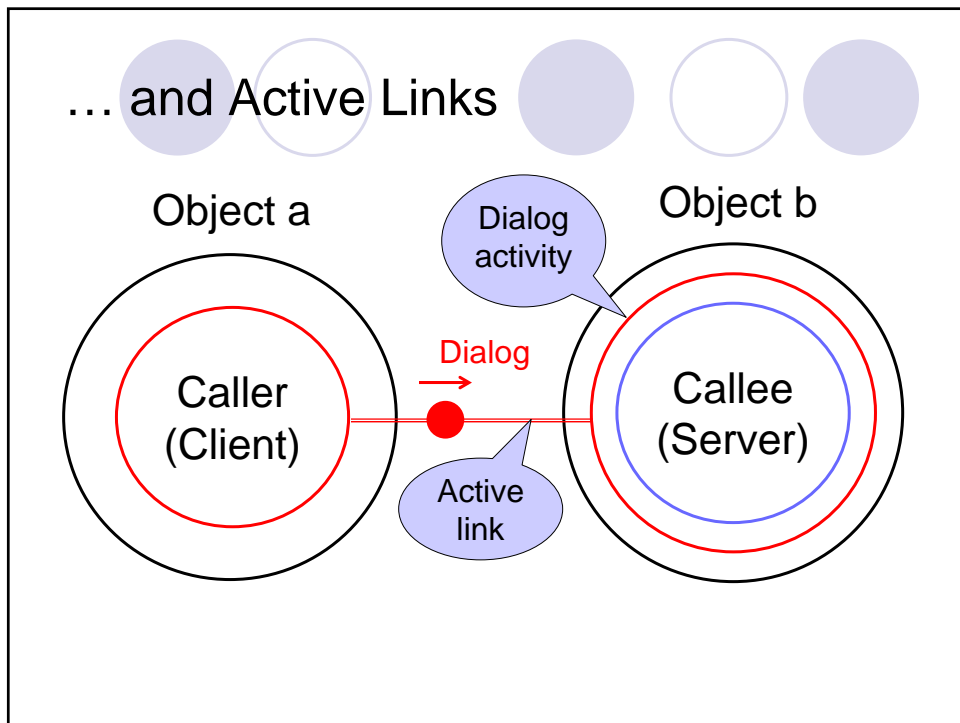 … and Active Links
Object a
Object b
Dialog
activity
Dialog
Caller
(Client)
Callee
(Server)
Active
link